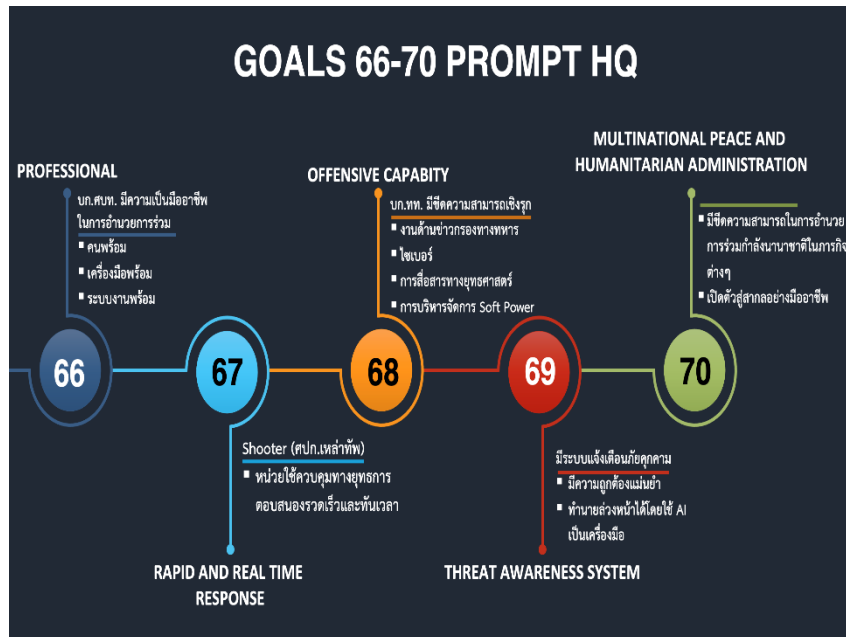 GOALS 66-70 PROMPT HQ
PROFESSIONAL
บก.ศบท. มีความเป็นมืออาชีพ
ในการอำนวยการร่วม
▪ คนพร้อม
▪ เครื่องมือพร้อม
▪ ระบบงานพร้อม
66
67
Shooter (ศปก.เหล่าทัพ)
▪ หน่วยใช้ควบคุมทางยุทธการ
ตอบสนองรวดเร็วและทันเวลา
RAPID AND REAL TIME
RESPONSE
OFFENSIVE CAPABITY
บก.ทท. มีขีดความสามารถเชิงรุก
▪ งานด้านข่าวกรองทางทหาร
▪ ไซเบอร์
▪ การสื่อสารทางยุทธศาสตร์
▪ การบริหารจัดการ Soft Power
68
69
มีระบบแจ้งเตือนภัยคุกคาม
▪ มีความถูกต้องแม่นยำ
▪ ทำนายล่วงหน้าได้โดยใช้ AI
เป็นเครื่องมือ
THREAT AWARENESS SYSTEM
MULTINATIONAL PEACE AND
HUMANITARIAN ADMINISTRATION
▪ มีขีดความสามารถในการอำนวย
การร่วมกำลังนานาชาติในภารกิจ
ต่างๆ
▪ เปิดตัวสู่สากลอย่างมืออาชีพ
70